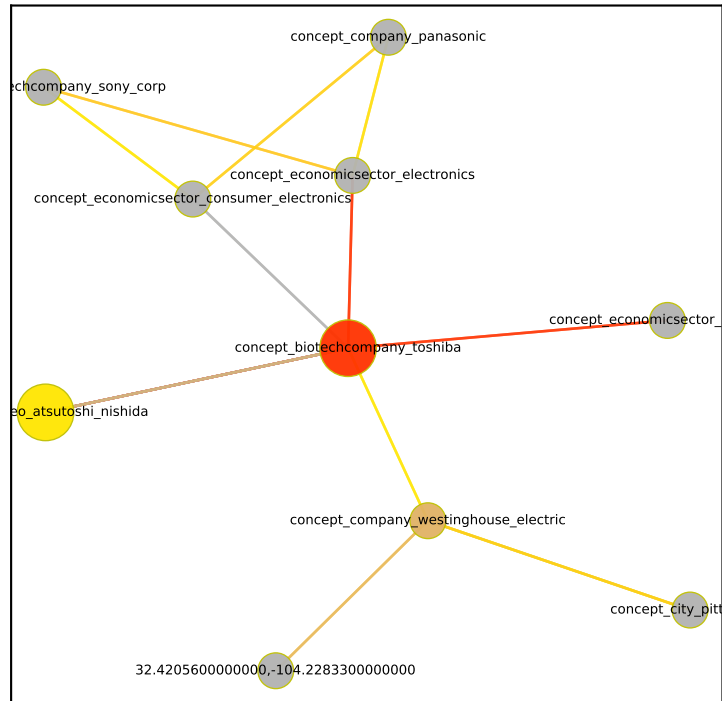 concept_company_panasonic
echcompany_sony_corp
concept_economicsector_electronics
concept_economicsector_consumer_electronics
concept_economicsector_
concept_biotechcompany_toshiba
eo_atsutoshi_nishida
concept_company_westinghouse_electric
concept_city_pitt
32.4205600000000,-104.2283300000000